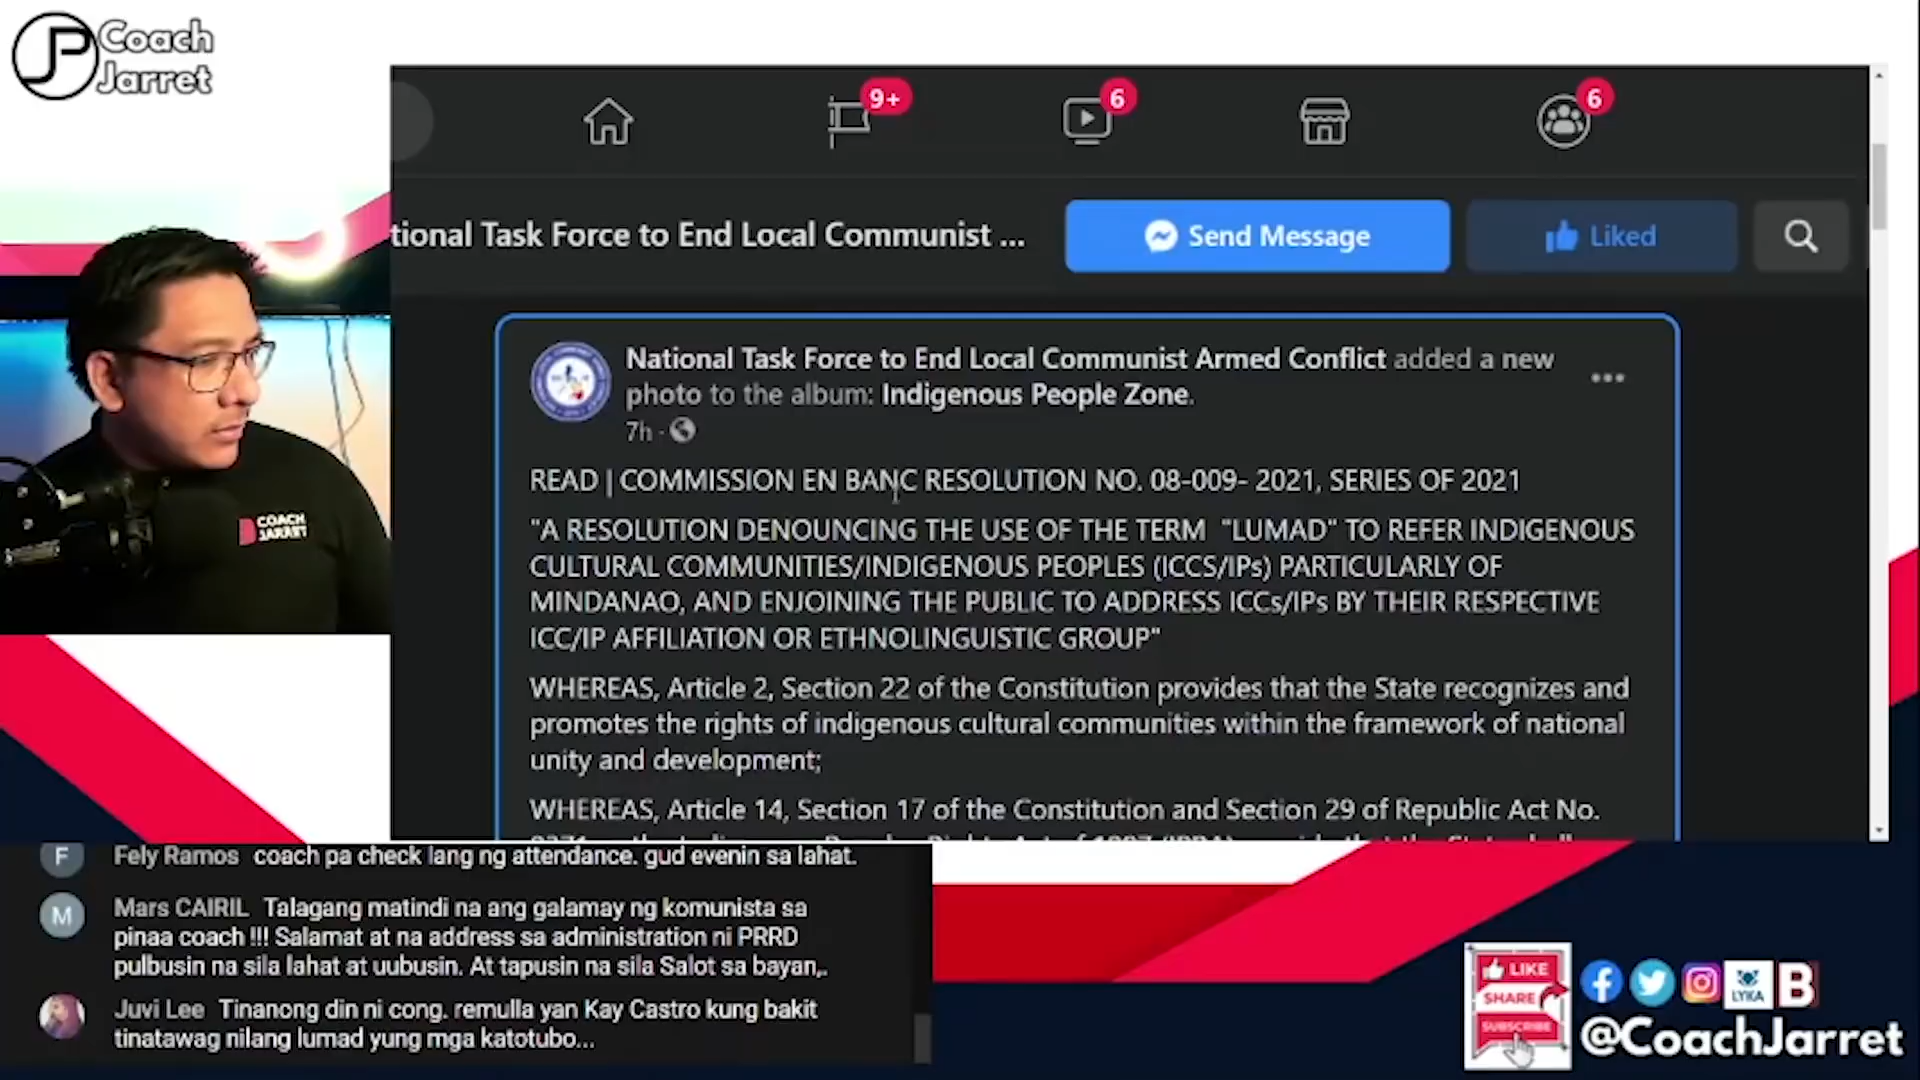 Coach
Jarret
9+
6
6
tional Task Force to End Local Communist ...
Send Message
Liked
National Task Force to End Local Communist Armed Conflict added a new
photo to the album: Indigenous People Zone.
7h ·
READ | COMMISSION EN BANC RESOLUTION NO. 08-009- 2021, SERIES OF 2021
"A RESOLUTION DENOUNCING THE USE OF THE TERM "LUMAD" TO REFER INDIGENOUS
CULTURAL COMMUNITIES/INDIGENOUS PEOPLES (ICCS/IPs) PARTICULARLY OF
MINDANAO, AND ENJOINING THE PUBLIC TO ADDRESS ICCs/IPs BY THEIR RESPECTIVE
ICC/IP AFFILIATION OR ETHNOLINGUISTIC GROUP"
WHEREAS, Article 2, Section 22 of the Constitution provides that the State recognizes and
promotes the rights of indigenous cultural communities within the framework of national
unity and development;
WHEREAS, Article 14, Section 17 of the Constitution and Section 29 of Republic Act No.
COACH
JARRET
F
Fely Ramos coach pa check lang ng attendance. gud evenin sa lahat.
M
Mars CAIRIL Talagang matindi na ang galamay ng komunista sa
pinaa coach !!! Salamat at na address sa administration ni PRRD
pulbusin na sila lahat at uubusin. At tapusin na sila Salot sa bayan,.
Juvi Lee Tinanong din ni cong. remulla yan Kay Castro kung bakit
tinatawag nilang lumad yung mga katotubo...
LIKE
SHARE
SUBSCRIBE
LYKA
B
@CoachJarret